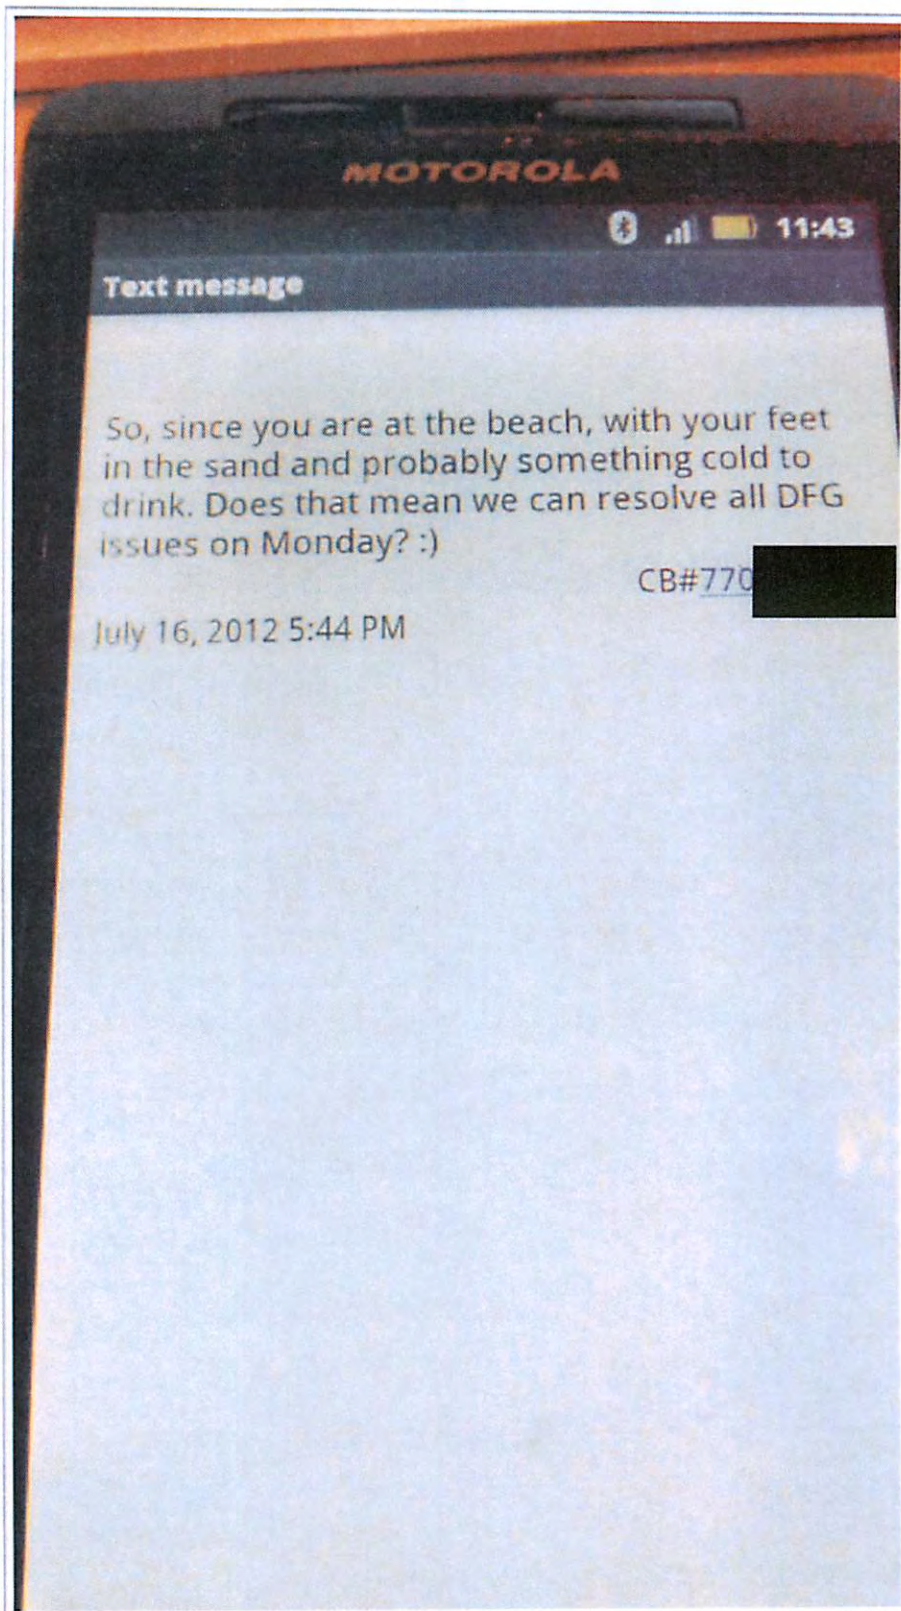 MOTOROLA
11:43
Text message
So, since you are at the beach, with your feet
in the sand and probably something cold to
drink. Does that mean we can resolve all DFG
issues on Monday? :)
CB#770
July 16, 2012 5:44 PM